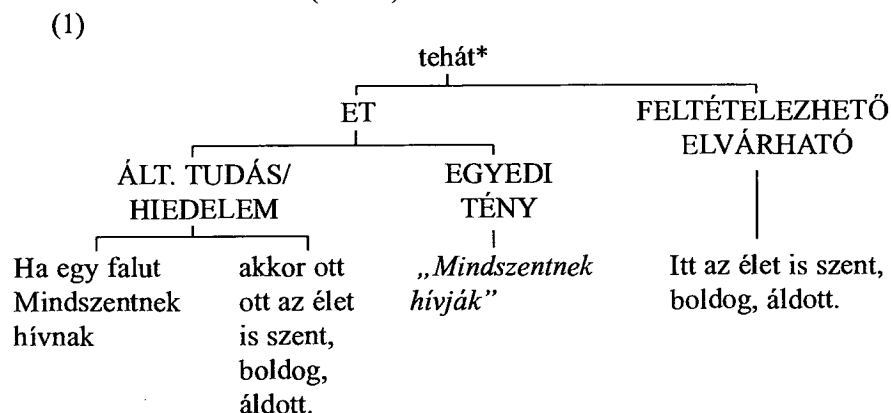 (1)
tehát*
ET
FELTÉTELEZHETŐ
ELVÁRHATÓ
ÁLT. TUDÁS/
HIEDELEM
EGYEDI
TÉNY
Ha egy falut
Mindszentnek
hívnak
akkor ott
ott az élet
is szent,
boldog,
áldott.
„Mindszentnek
hívják”
Itt az élet is szent,
boldog, áldott.